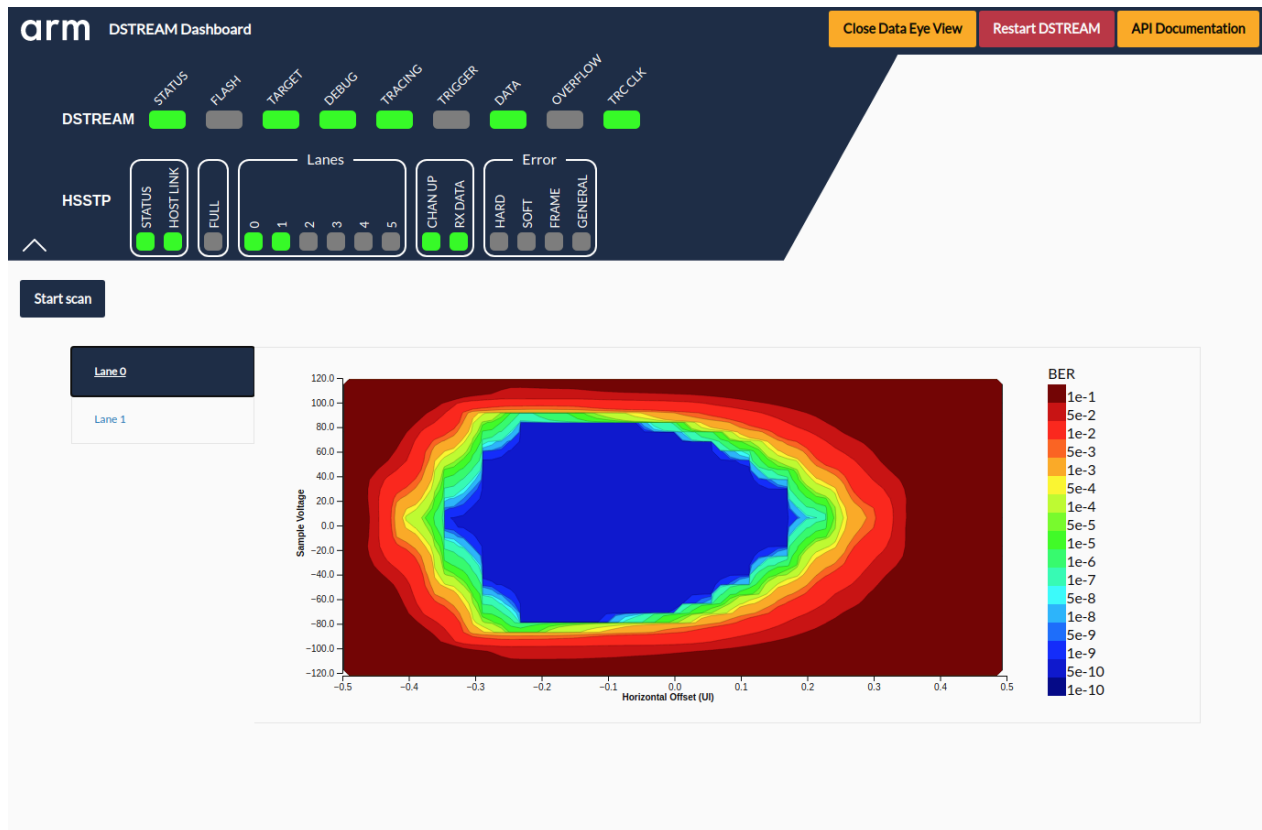 arm DSTREAM Dashboard Close Data Eye View Restart DSTREAM API Documentation
STATUS FLASH TARGET DEBUG TRACING TRIGGER DATA OVERFLOW TRC CLK
DSTREAM
Lanes Error
HSSTP STATUS HOST LINK FULL 0 1 2 3 4 5 CHAN UP RX DATA HARD SOFT FRAME GENERAL
Start scan
Lane 0
Lane 1
120.0
100.0
80.0
60.0
40.0
20.0
0.0
−20.0
−40.0
−60.0
−80.0
−100.0
−120.0
Sample Voltage
−0.5 −0.4 −0.3 −0.2 −0.1 0.0 0.1 0.2 0.3 0.4 0.5
Horizontal Offset (UI)
BER
1e-1
5e-2
1e-2
5e-3
1e-3
5e-4
1e-4
5e-5
1e-5
1e-6
1e-7
5e-8
1e-8
5e-9
1e-9
5e-10
1e-10